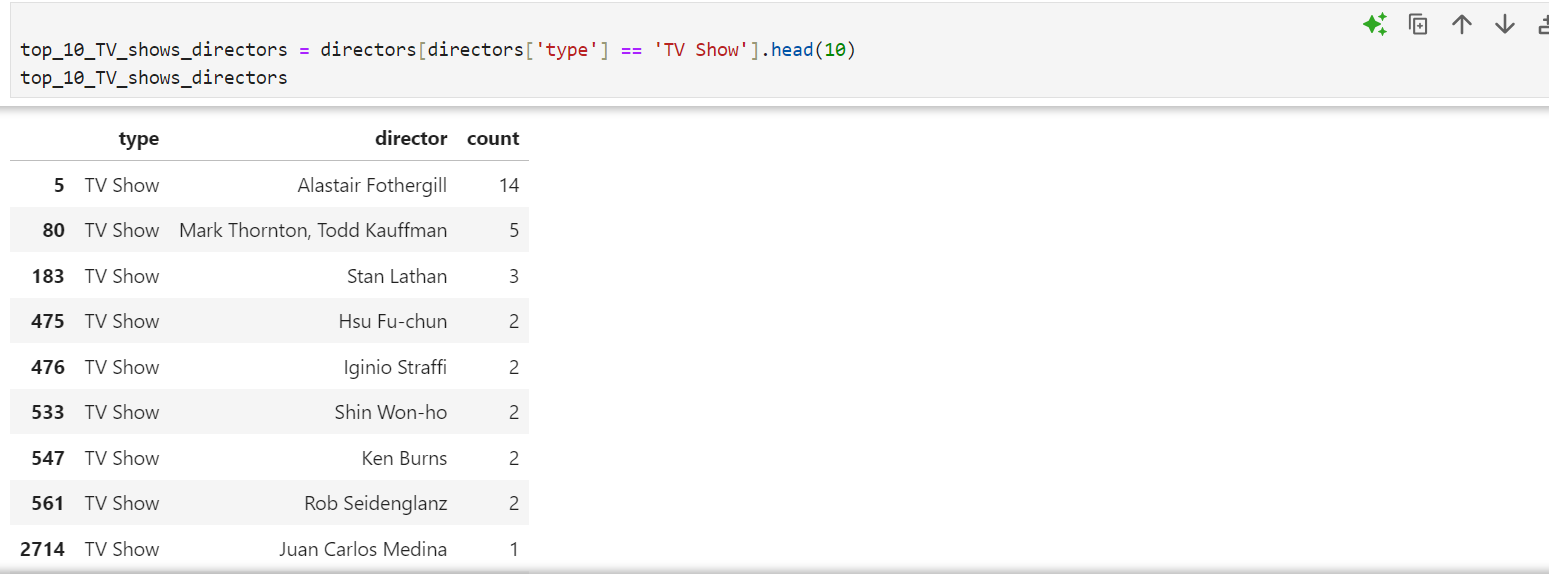 top_10_TV_shows_directors = directors[directors['type'] == 'TV Show'].head(10)
top_10_TV_shows_directors
type director count
5 TV Show Alastair Fothergill 14
80 TV Show Mark Thornton, Todd Kauffman 5
183 TV Show Stan Lathan 3
475 TV Show Hsu Fu-chun 2
476 TV Show Iginio Straffi 2
533 TV Show Shin Won-ho 2
547 TV Show Ken Burns 2
561 TV Show Rob Seidenglanz 2
2714 TV Show Juan Carlos Medina 1